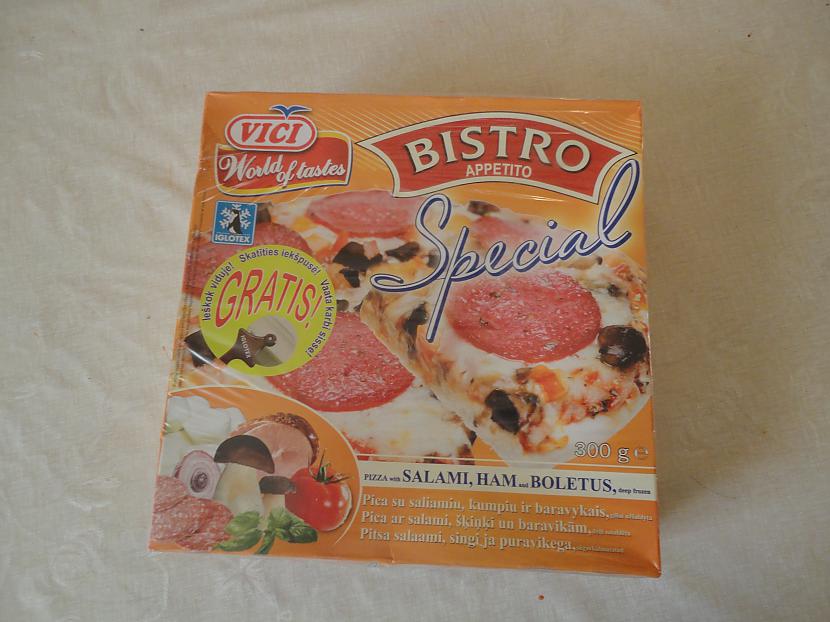 VICI
World of tastes
BISTRO
APPETITO
Special
IGLOTEX
Ieškok viduje! Skatīties iekšpusē! Vaata karbi sisse!
GRATIS!
IGLOTEX
300 g e
PIZZA with SALAMI, HAM and BOLETUS, deep frozen
Pica su saliamiu, kumpiu ir baravykais,
Pica ar salami, šķiņķi un baravikām,
Pitsa salaami, singi ja puravikega,